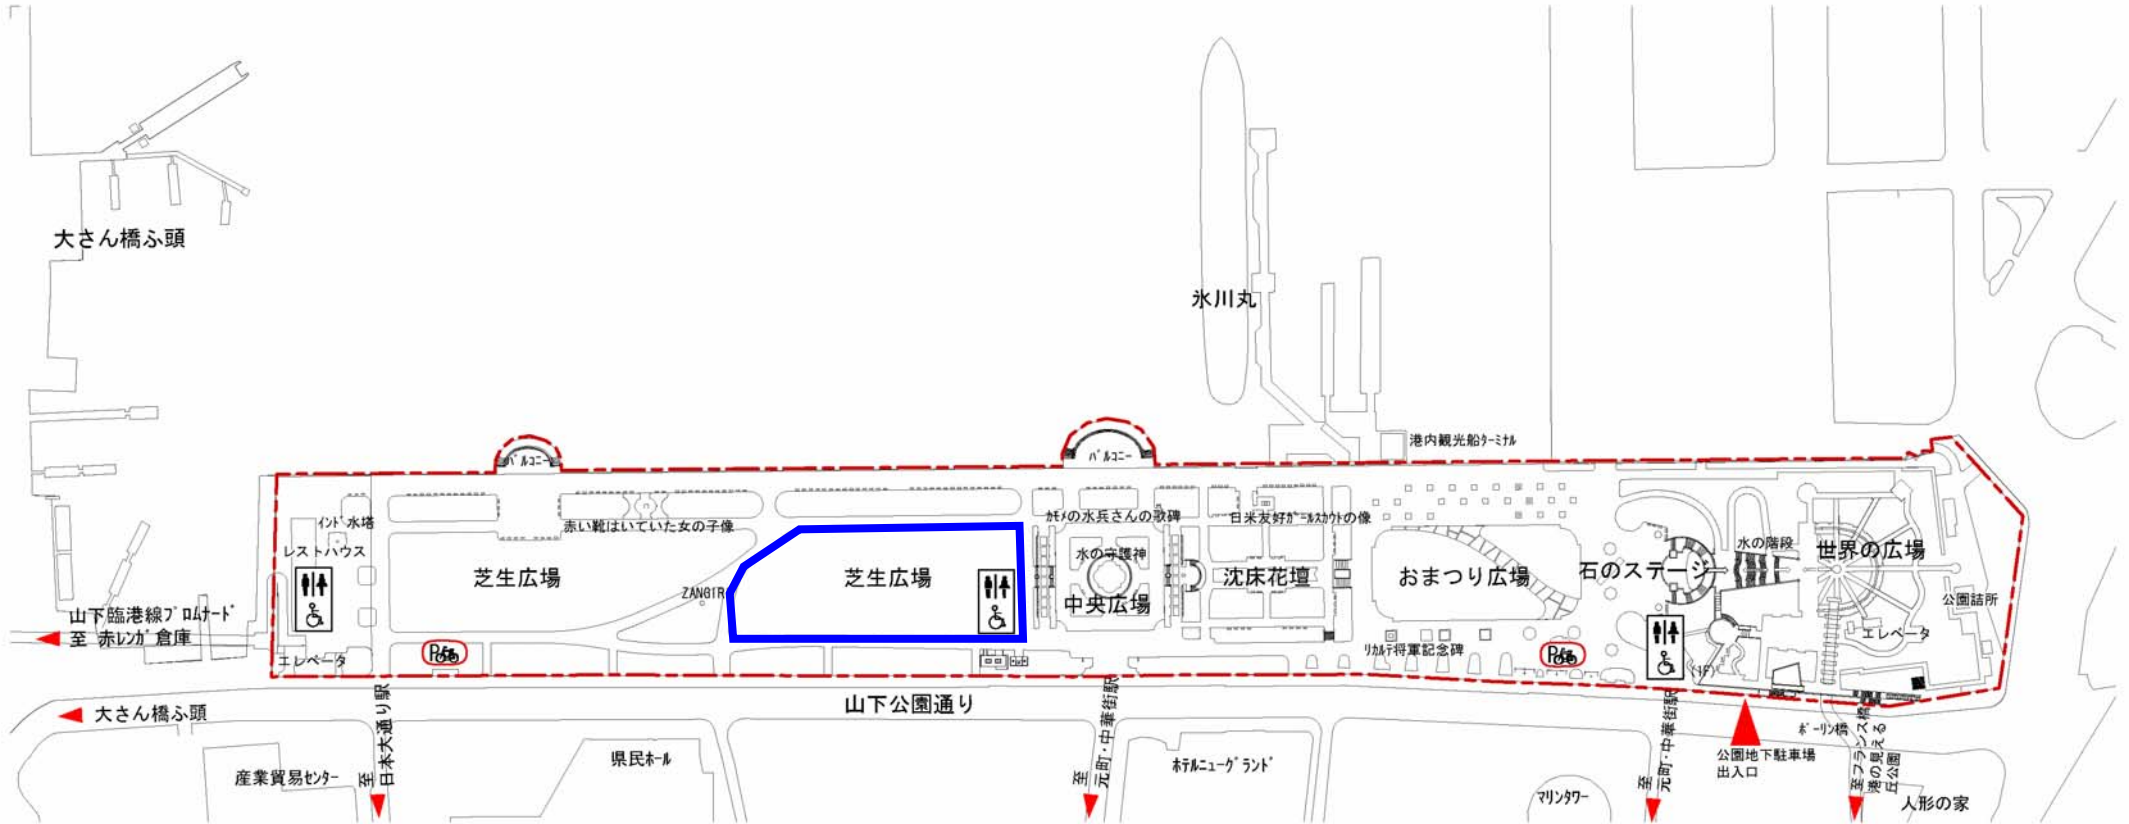 大さん橋ふ頭
氷川丸
港内観光船ターミナル
バルコニー
バルコニー
インド水塔
レストハウス
赤い靴はいていた女の子像
カモメの水兵さんの歌碑
日米友好ガールスカウトの像
水の守護神
水の階段
世界の広場
芝生広場
芝生広場
中央広場
沈床花壇
おまつり広場
石のステージ
ZANGIR
公園詰所
山下臨港線プロムナード
至 赤レンガ倉庫
エレベータ
エレベータ
P
P
リカルテ将軍記念碑
(1F)
大さん橋ふ頭
山下公園通り
至 日本大通り駅
至 元町・中華街駅
至 元町・中華街駅
ポーリン橋
至フランス橋
港の見える
丘公園
公園地下駐車場
出入口
産業貿易センター
県民ホール
ホテルニューグランド
マリンタワー
人形の家